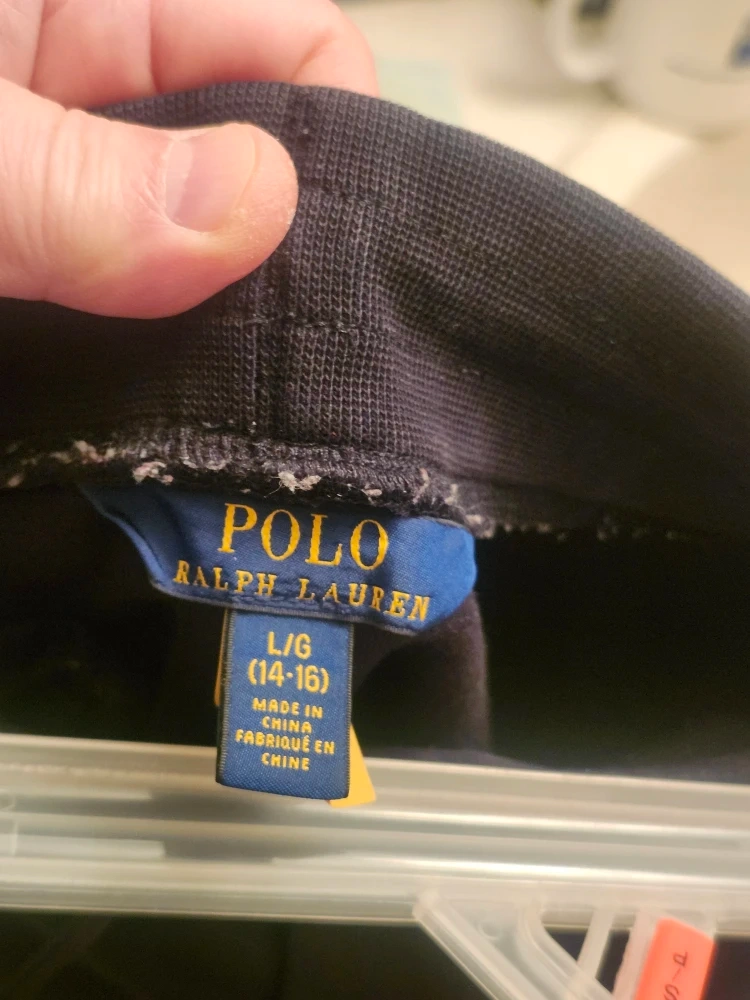 POLO
RALPH LAUREN
L/G
(14-16)
MADE IN
CHINA
FABRIQUÉ EN
CHINE
S-P